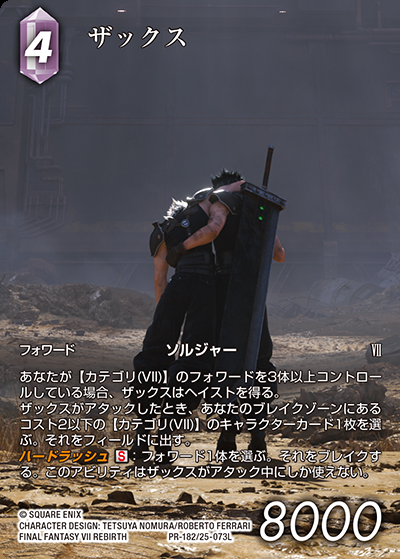 4
ザックス
フォワード ソルジャー VII
あなたが【カテゴリ(VII)】のフォワードを3体以上コントロー
ルしている場合、ザックスはヘイストを得る。
ザックスがアタックしたとき、あなたのブレイクゾーンにある
コスト2以下の【カテゴリ(VII)】のキャラクターカード1枚を選
ぶ。それをフィールドに出す。
ハードラッシュ S：フォワード1体を選ぶ。それをブレイクす
る。このアビリティはザックスがアタック中にしか使えない。
© SQUARE ENIX
CHARACTER DESIGN: TETSUYA NOMURA/ROBERTO FERRARI
FINAL FANTASY VII REBIRTH PR-182/25-073L
8000